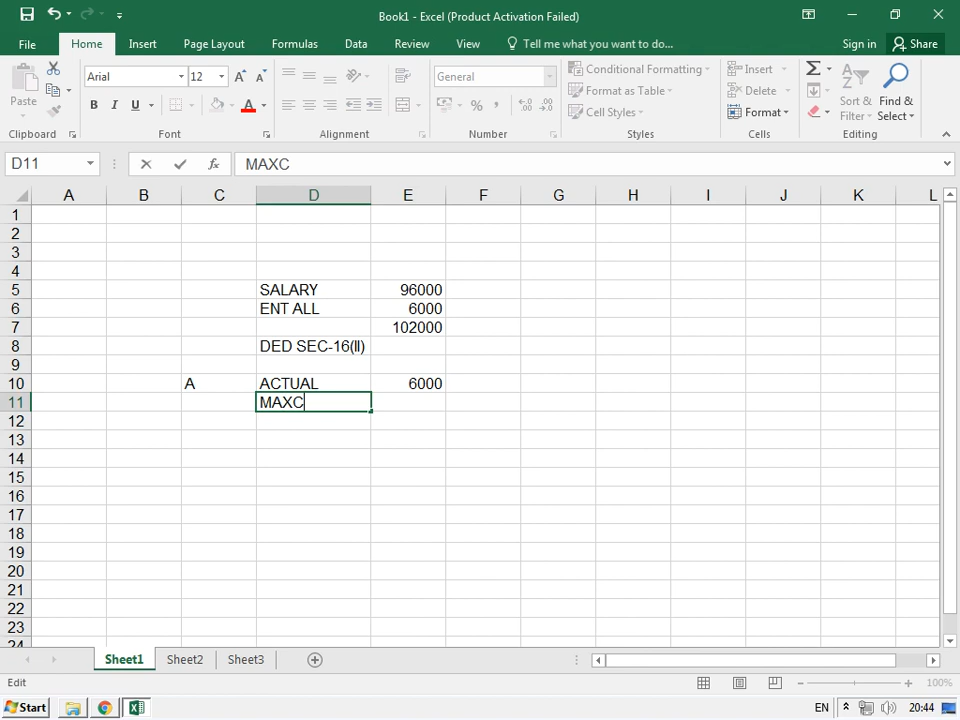 Book1 - Excel (Product Activation Failed)
File Home Insert Page Layout Formulas Data Review View Tell me what you want to do... Sign in Share
Paste Arial 12 General Conditional Formatting Insert
Format as Table Delete Sort & Find &
B I U A Cell Styles Format Filter Select
Clipboard Font Alignment Number Styles Cells Editing
D11 fx MAXC
A B C D E F G H I J K L
1
2
3
4
5 SALARY 96000
6 ENT ALL 6000
7 102000
8 DED SEC-16(II)
9
10 A ACTUAL 6000
11 MAXC
12
13
14
15
16
17
18
19
20
21
22
23
24
Sheet1 Sheet2 Sheet3
Edit 100%
Start EN 20:44